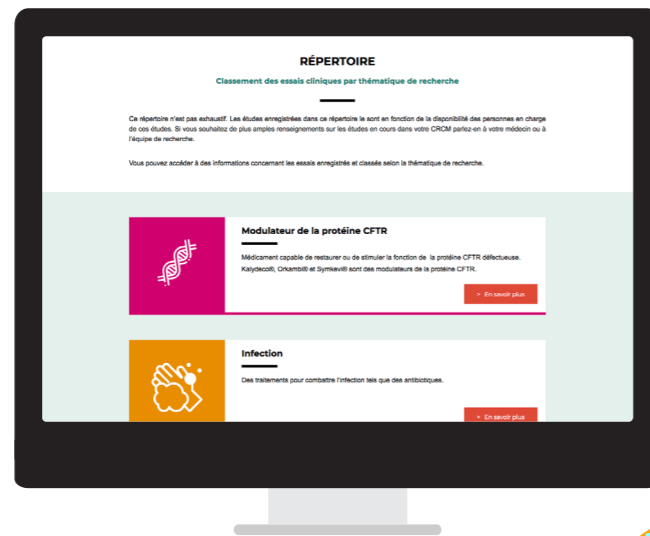 RÉPERTOIRE
Classement des essais cliniques par thématique de recherche
Ce répertoire n'est pas exhaustif. Les études enregistrées dans ce répertoire le sont en fonction de la disponibilité des personnes en charge
de ces études. Si vous souhaitez de plus amples renseignements sur les études en cours dans votre CRCM parlez-en à votre médecin ou à
l'équipe de recherche.
Vous pouvez accéder à des informations concernant les essais enregistrés et classés selon la thématique de recherche.
Modulateur de la protéine CFTR
Médicament capable de restaurer ou de stimuler la fonction de la protéine CFTR défectueuse.
Kalydeco®, Orkambi® et Symkevi® sont des modulateurs de la protéine CFTR.
> En savoir plus
Infection
Des traitements pour combattre l'infection tels que des antibiotiques.
> En savoir plus